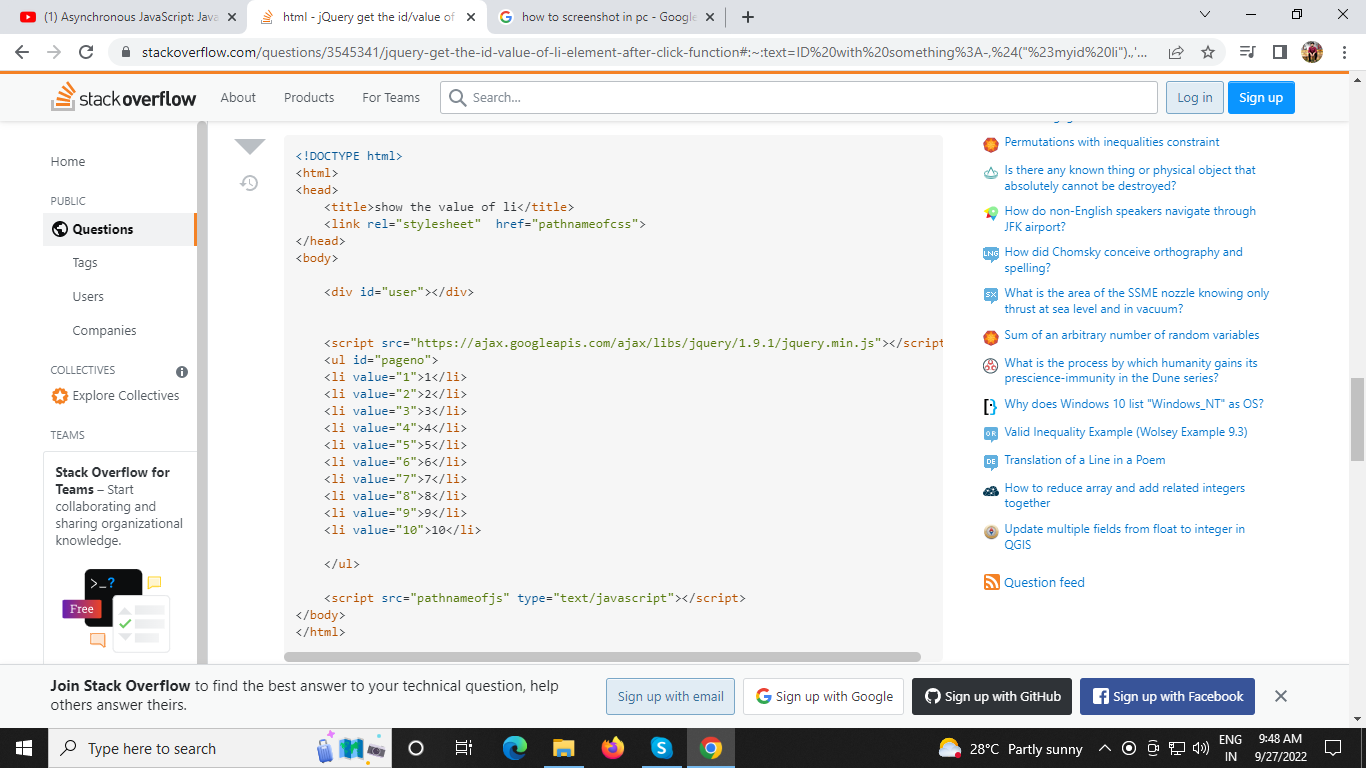 (1) Asynchronous JavaScript: Java
html - jQuery get the id/value of
how to screenshot in pc - Google
stackoverflow.com/questions/3545341/jquery-get-the-id-value-of-li-element-after-click-function#:~:text=ID%20with%20something%3A-,%24("%23myid%20li").,'...
stackoverflow
About
Products
For Teams
Search...
Log in
Sign up
Home
PUBLIC
Questions
Tags
Users
Companies
COLLECTIVES
Explore Collectives
TEAMS
Stack Overflow for
Teams – Start
collaborating and
sharing organizational
knowledge.
>_?
Free
<!DOCTYPE html>
<html>
<head>
    <title>show the value of li</title>
    <link rel="stylesheet"  href="pathnameofcss">
</head>
<body>
    <div id="user"></div>
    <script src="https://ajax.googleapis.com/ajax/libs/jquery/1.9.1/jquery.min.js"></script
    <ul id="pageno">
    <li value="1">1</li>
    <li value="2">2</li>
    <li value="3">3</li>
    <li value="4">4</li>
    <li value="5">5</li>
    <li value="6">6</li>
    <li value="7">7</li>
    <li value="8">8</li>
    <li value="9">9</li>
    <li value="10">10</li>
    </ul>
    <script src="pathnameofjs" type="text/javascript"></script>
</body>
</html>
Permutations with inequalities constraint
Is there any known thing or physical object that
absolutely cannot be destroyed?
How do non-English speakers navigate through
JFK airport?
LNG
How did Chomsky conceive orthography and
spelling?
SX
What is the area of the SSME nozzle knowing only
thrust at sea level and in vacuum?
Sum of an arbitrary number of random variables
What is the process by which humanity gains its
prescience-immunity in the Dune series?
Why does Windows 10 list "Windows_NT" as OS?
OR
Valid Inequality Example (Wolsey Example 9.3)
DE
Translation of a Line in a Poem
How to reduce array and add related integers
together
Update multiple fields from float to integer in
QGIS
Question feed
Join Stack Overflow to find the best answer to your technical question, help
others answer theirs.
Sign up with email
Sign up with Google
Sign up with GitHub
Sign up with Facebook
Type here to search
28°C Partly sunny
ENG
IN
9:48 AM
9/27/2022